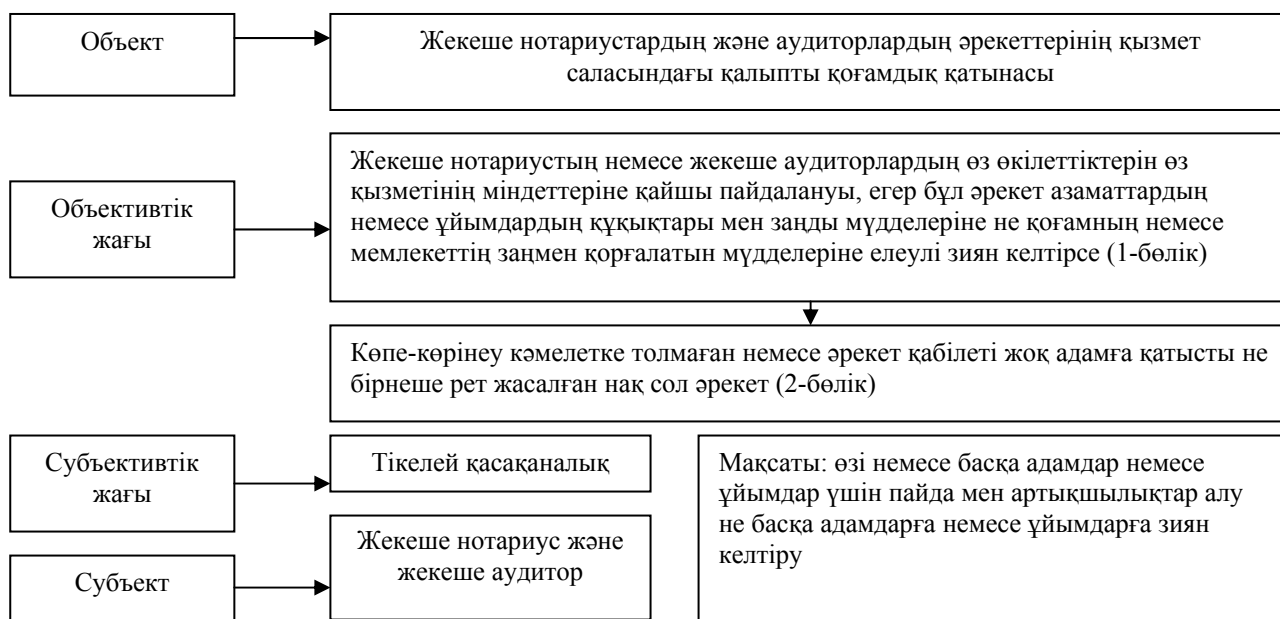 Объект
Жекеше нотариустардың және аудиторлардың әрекеттерінің қызмет
саласындағы қалыпты қоғамдық қатынасы
Объективтік
жағы
Жекеше нотариустың немесе жекеше аудиторлардың өз өкілеттіктерін өз
қызметінің міндеттеріне қайшы пайдалануы, егер бұл әрекет азаматтардың
немесе ұйымдардың құқықтары мен заңды мүдделеріне не қоғамның немесе
мемлекеттің заңмен қорғалатын мүдделеріне елеулі зиян келтірсе (1-бөлік)
Көпе-көрінеу кәмелетке толмаған немесе әрекет қабілеті жоқ адамға қатысты не
бірнеше рет жасалған нақ сол әрекет (2-бөлік)
Субъективтік
жағы
Тікелей қасақаналық
Мақсаты: өзі немесе басқа адамдар немесе
ұйымдар үшін пайда мен артықшылықтар алу
не басқа адамдарға немесе ұйымдарға зиян
келтіру
Субъект
Жекеше нотариус және
жекеше аудитор